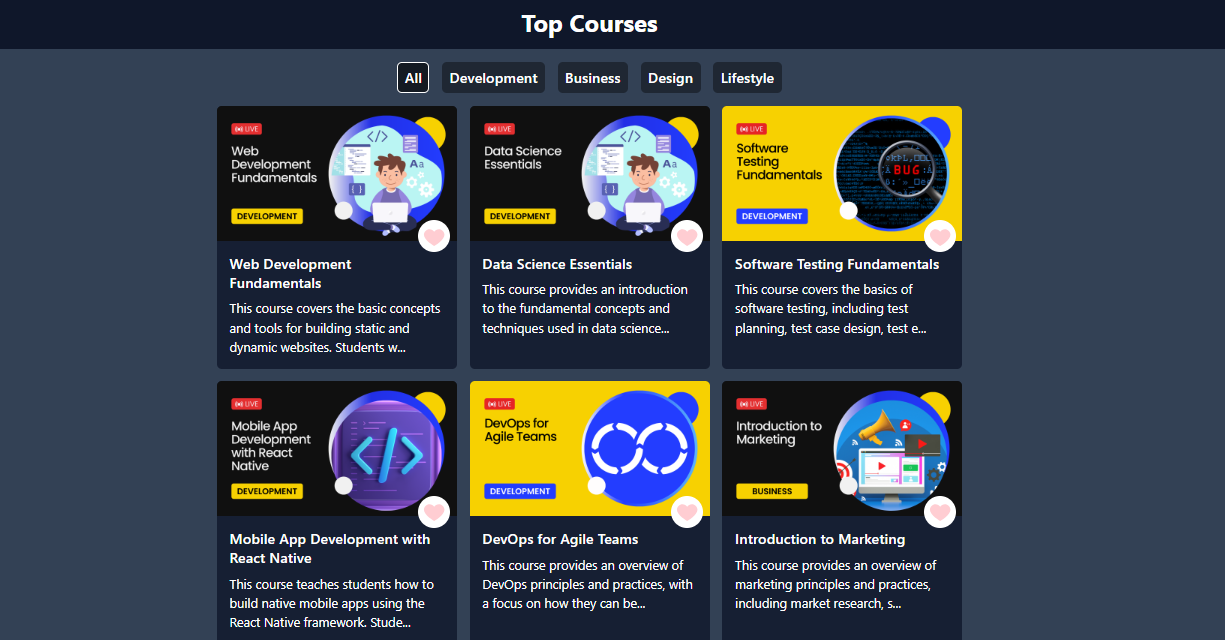 Top Courses
All
Development
Business
Design
Lifestyle
LIVE
Web
Development
Fundamentals
DEVELOPMENT
Web Development
Fundamentals
This course covers the basic concepts
and tools for building static and
dynamic websites. Students w...
LIVE
Data Science
Essentials
DEVELOPMENT
Data Science Essentials
This course provides an introduction
to the fundamental concepts and
techniques used in data science...
LIVE
Software
Testing
Fundamentals
DEVELOPMENT
BUG
Software Testing Fundamentals
This course covers the basics of
software testing, including test
planning, test case design, test e...
LIVE
Mobile App
Development
with React
Native
DEVELOPMENT
Mobile App Development with
React Native
This course teaches students how to
build native mobile apps using the
React Native framework. Stude...
LIVE
DevOps for
Agile Teams
DEVELOPMENT
DevOps for Agile Teams
This course provides an overview of
DevOps principles and practices, with
a focus on how they can be...
LIVE
Introduction to
Marketing
BUSINESS
Introduction to Marketing
This course provides an overview of
marketing principles and practices,
including market research, s...